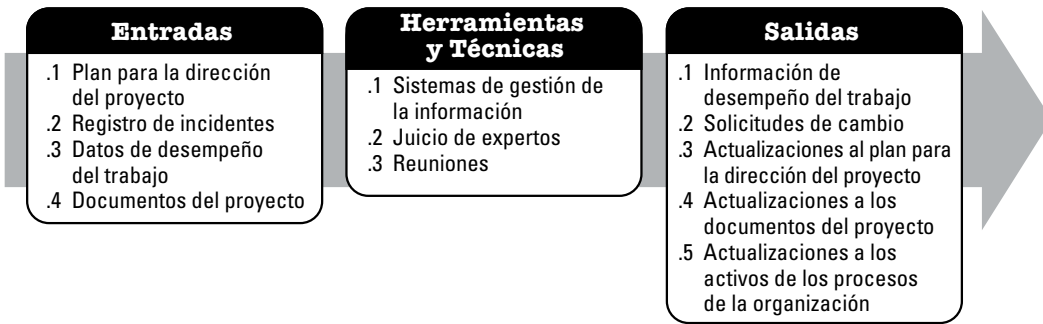 Entradas
.1 Plan para la dirección
del proyecto
.2 Registro de incidentes
.3 Datos de desempeño
del trabajo
.4 Documentos del proyecto
Herramientas
y Técnicas
.1 Sistemas de gestión de
la información
.2 Juicio de expertos
.3 Reuniones
Salidas
.1 Información de
desempeño del trabajo
.2 Solicitudes de cambio
.3 Actualizaciones al plan para
la dirección del proyecto
.4 Actualizaciones a los
documentos del proyecto
.5 Actualizaciones a los
activos de los procesos
de la organización